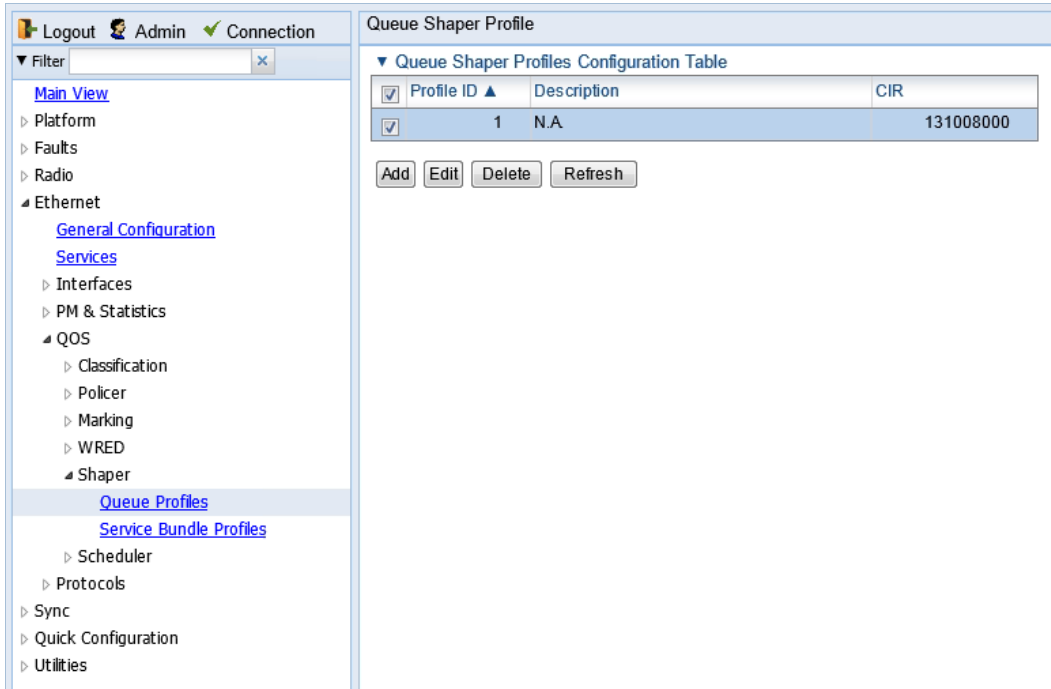 Logout Admin Connection
▼ Filter
Main View
Platform
Faults
Radio
Ethernet
General Configuration
Services
Interfaces
PM & Statistics
QOS
Classification
Policer
Marking
WRED
Shaper
Queue Profiles
Service Bundle Profiles
Scheduler
Protocols
Sync
Quick Configuration
Utilities
Queue Shaper Profile
▼ Queue Shaper Profiles Configuration Table
Profile ID ▲ Description CIR
1 N.A. 131008000
Add Edit Delete Refresh